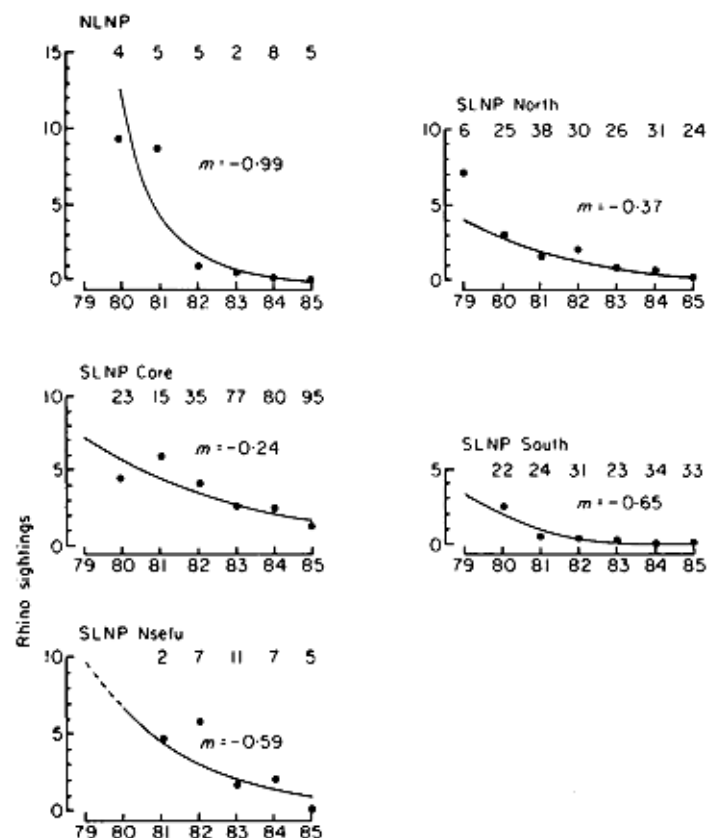 NLNP
15
4 5 5 2 8 5
10
m = -0·99
5
0
79 80 81 82 83 84 85
SLNP North
10
6 25 38 30 26 31 24
5
m = -0·37
0
79 80 81 82 83 84 85
SLNP Core
10
23 15 35 77 80 95
m = -0·24
5
0
79 80 81 82 83 84 85
SLNP South
22 24 31 23 34 33
5
m = -0·65
0
79 80 81 82 83 84 85
Rhino sightings
SLNP Nsefu
10
2 7 11 7 5
5
m = -0·59
0
79 80 81 82 83 84 85